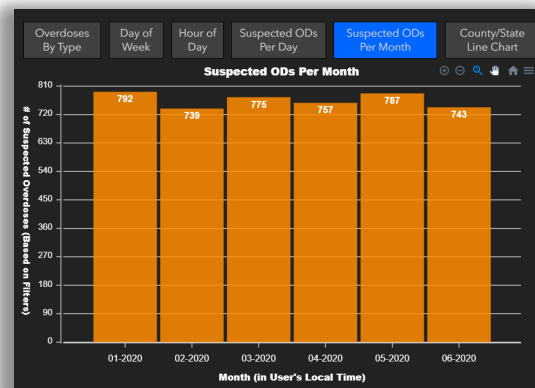 Overdoses By Type
Day of Week
Hour of Day
Suspected ODs Per Day
Suspected ODs Per Month
County/State Line Chart
Suspected ODs Per Month
# of Suspected Overdoses (Based on Filters)
810
720
630
540
450
360
270
180
90
0
792
739
775
757
787
743
01-2020
02-2020
03-2020
04-2020
05-2020
06-2020
Month (in User's Local Time)